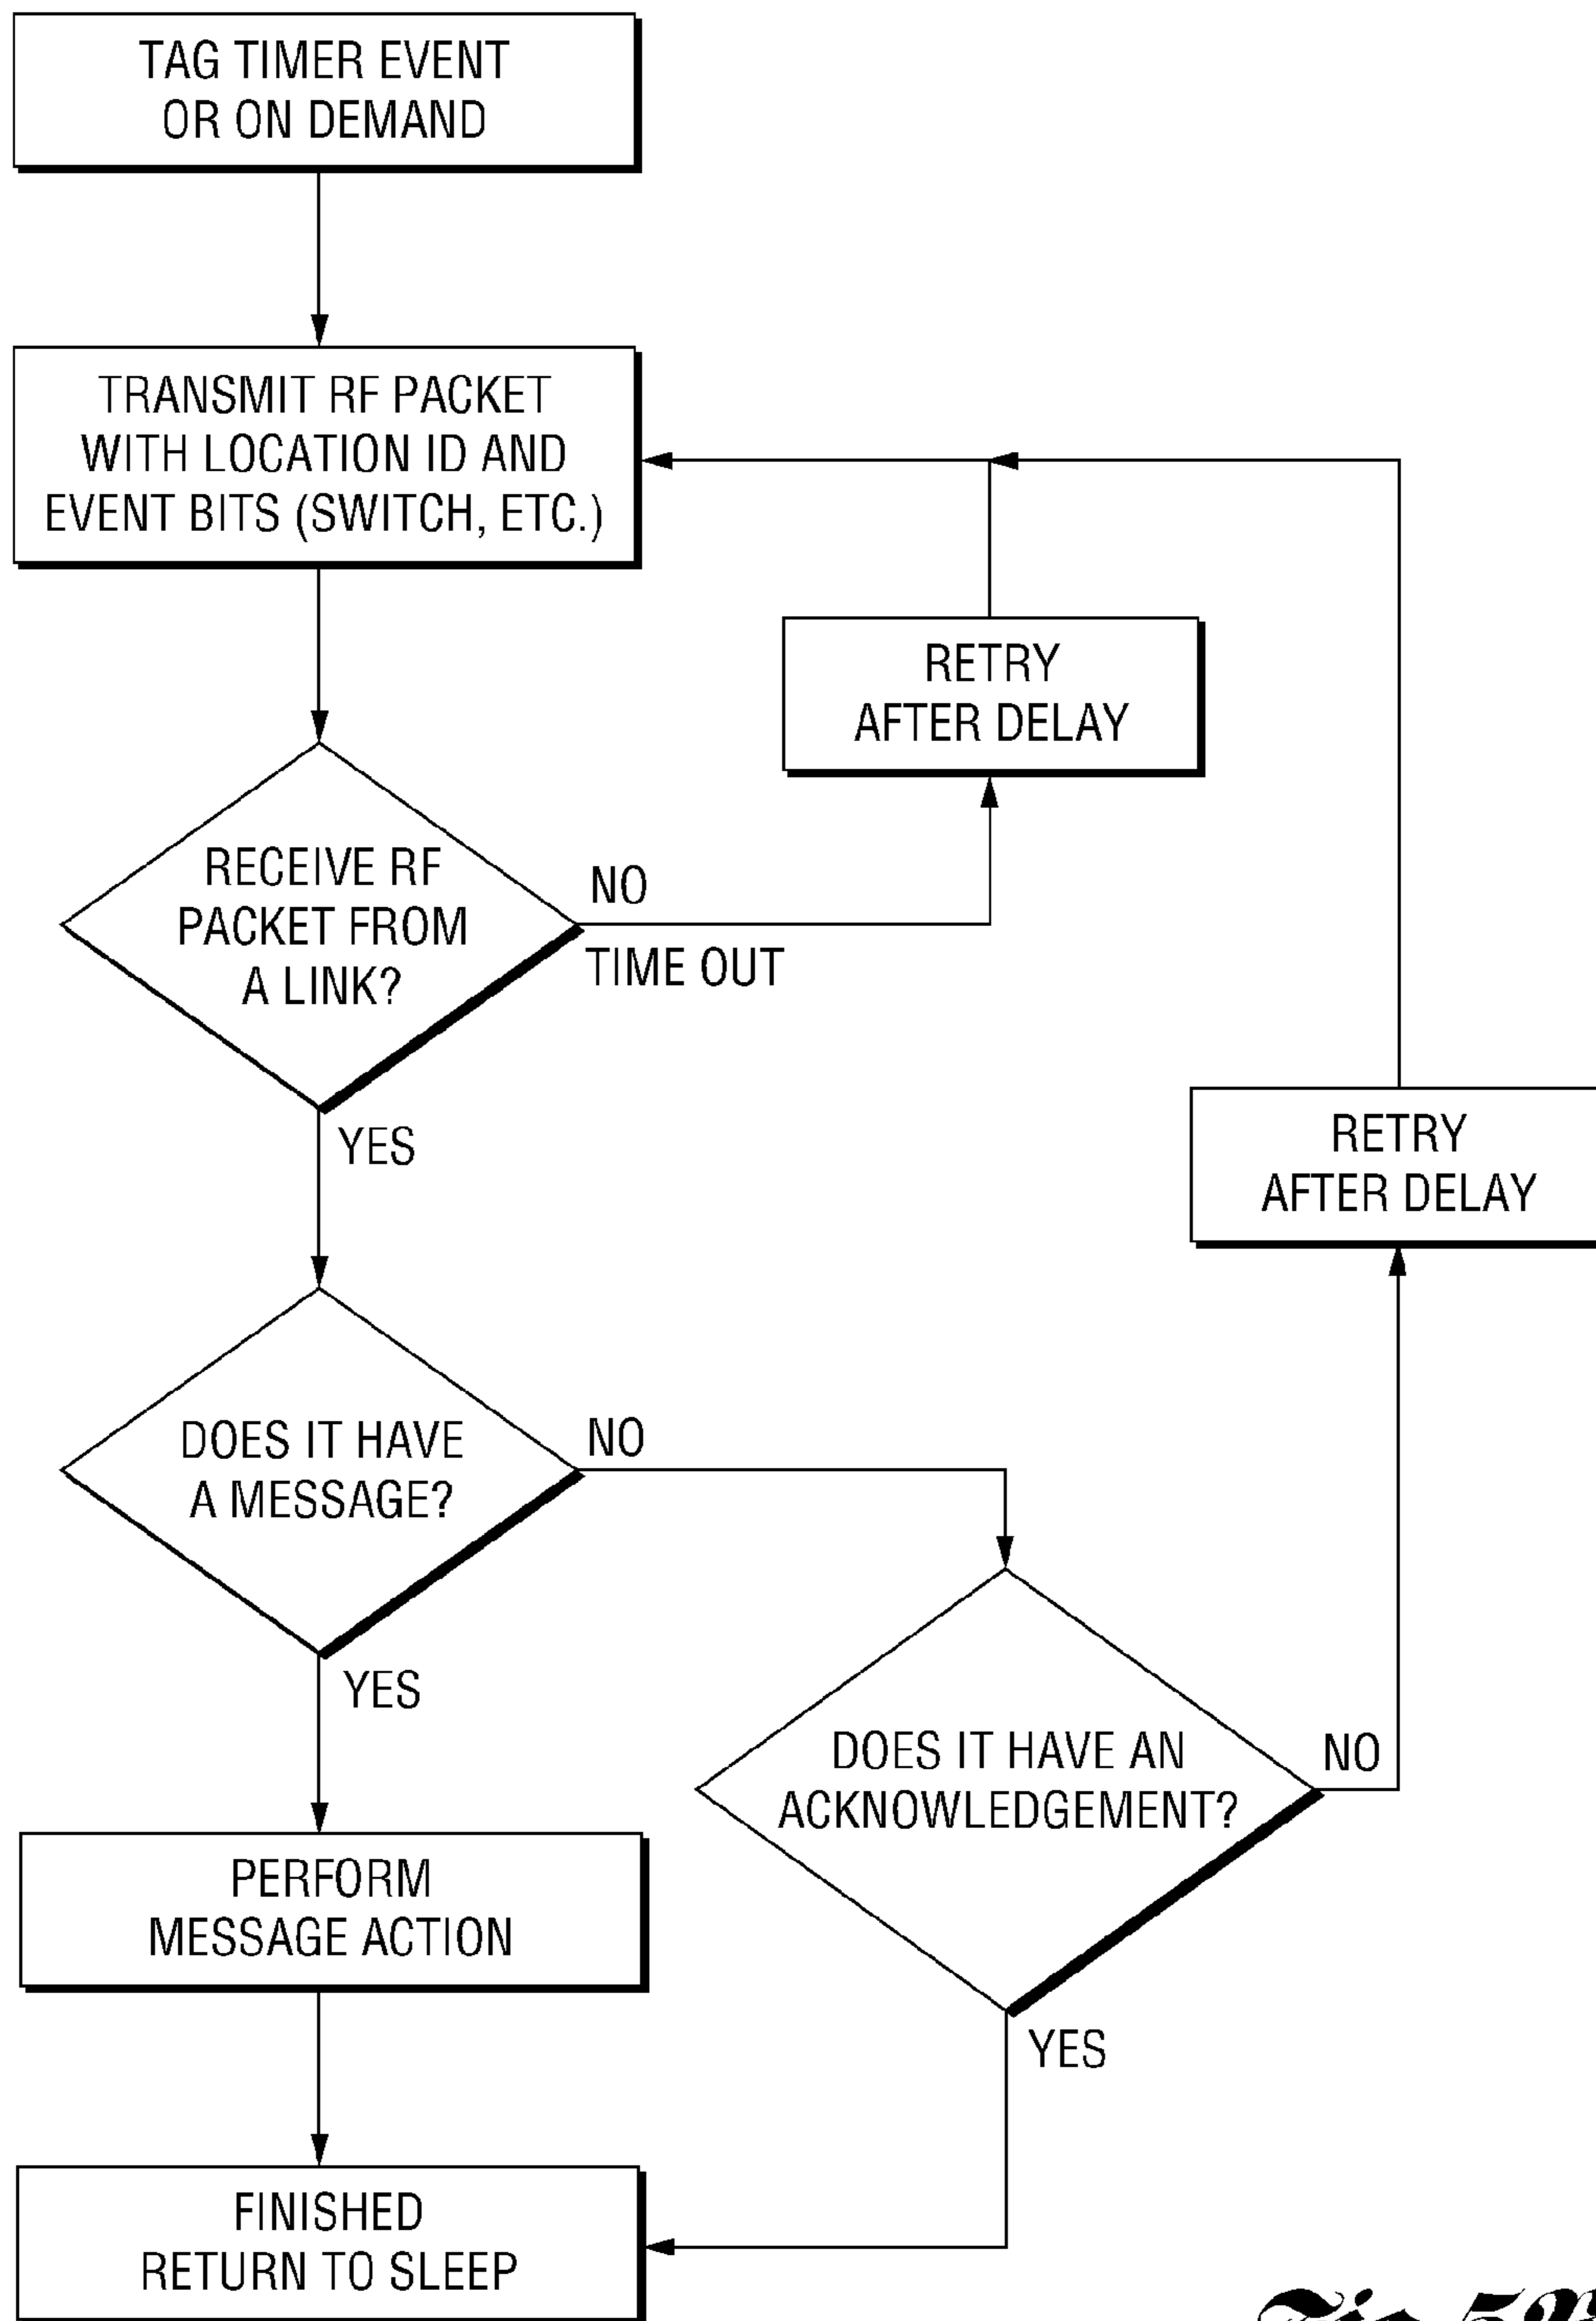 TAG TIMER EVENT
OR ON DEMAND
TRANSMIT RF PACKET
WITH LOCATION ID AND
EVENT BITS (SWITCH, ETC.)
RETRY
AFTER DELAY
RECEIVE RF
PACKET FROM
A LINK?
NO
TIME OUT
YES
RETRY
AFTER DELAY
DOES IT HAVE
A MESSAGE?
NO
YES
DOES IT HAVE AN
ACKNOWLEDGEMENT?
NO
YES
PERFORM
MESSAGE ACTION
FINISHED
RETURN TO SLEEP